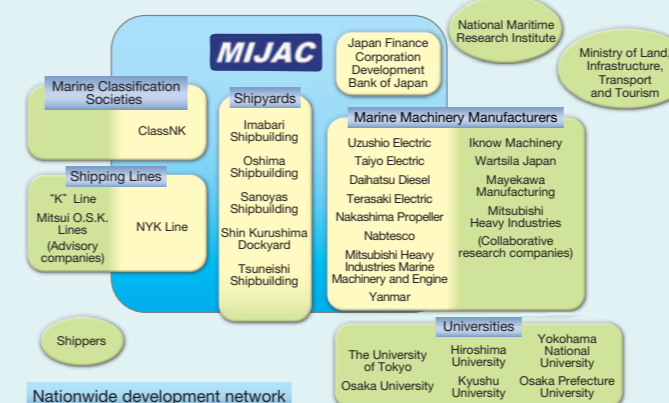 MIJAC
Japan Finance
Corporation
Development
Bank of Japan
National Maritime
Research Institute
Ministry of Land,
Infrastructure,
Transport
and Tourism
Marine Classification
Societies
ClassNK
Shipping Lines
"K" Line
Mitsui O.S.K.
Lines
(Advisory
companies)
NYK Line
Shipyards
Imabari
Shipbuilding
Oshima
Shipbuilding
Sanoyas
Shipbuilding
Shin Kurushima
Dockyard
Tsuneishi
Shipbuilding
Marine Machinery Manufacturers
Uzushio Electric
Taiyo Electric
Daihatsu Diesel
Terasaki Electric
Nakashima Propeller
Nabtesco
Mitsubishi Heavy
Industries Marine
Machinery and Engine
Yanmar
Iknow Machinery
Wartsila Japan
Mayekawa
Manufacturing
Mitsubishi
Heavy Industries
(Collaborative
research companies)
Shippers
Universities
The University
of Tokyo
Osaka University
Hiroshima
University
Kyushu
University
Yokohama
National
University
Osaka Prefecture
University
Nationwide development network